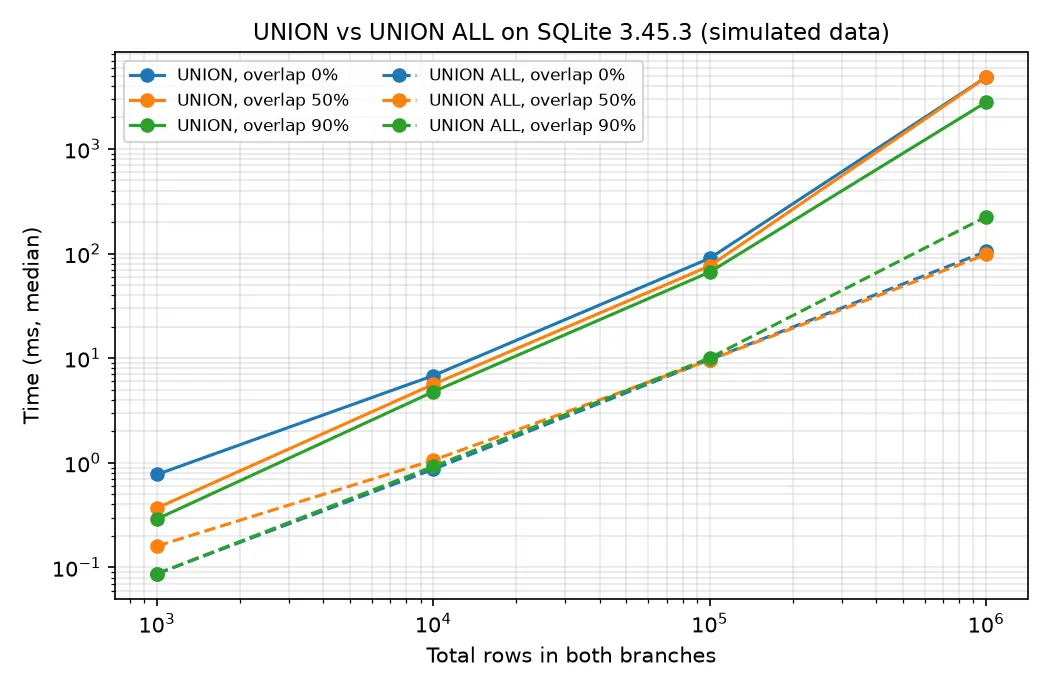 UNION vs UNION ALL on SQLite 3.45.3 (simulated data)
UNION, overlap 0%
UNION, overlap 50%
UNION, overlap 90%
UNION ALL, overlap 0%
UNION ALL, overlap 50%
UNION ALL, overlap 90%
Time (ms, median)
10³
10²
10¹
10⁰
10⁻¹
10³ 10⁴ 10⁵ 10⁶
Total rows in both branches